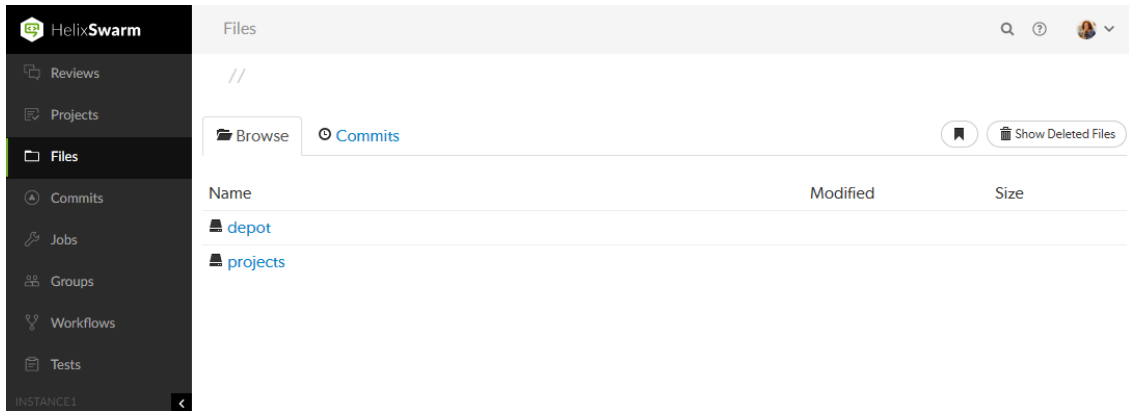 HelixSwarm
Reviews
Projects
Files
Commits
Jobs
Groups
Workflows
Tests
INSTANCE1
Files
//
Browse
Commits
Show Deleted Files
Name Modified Size
depot
projects